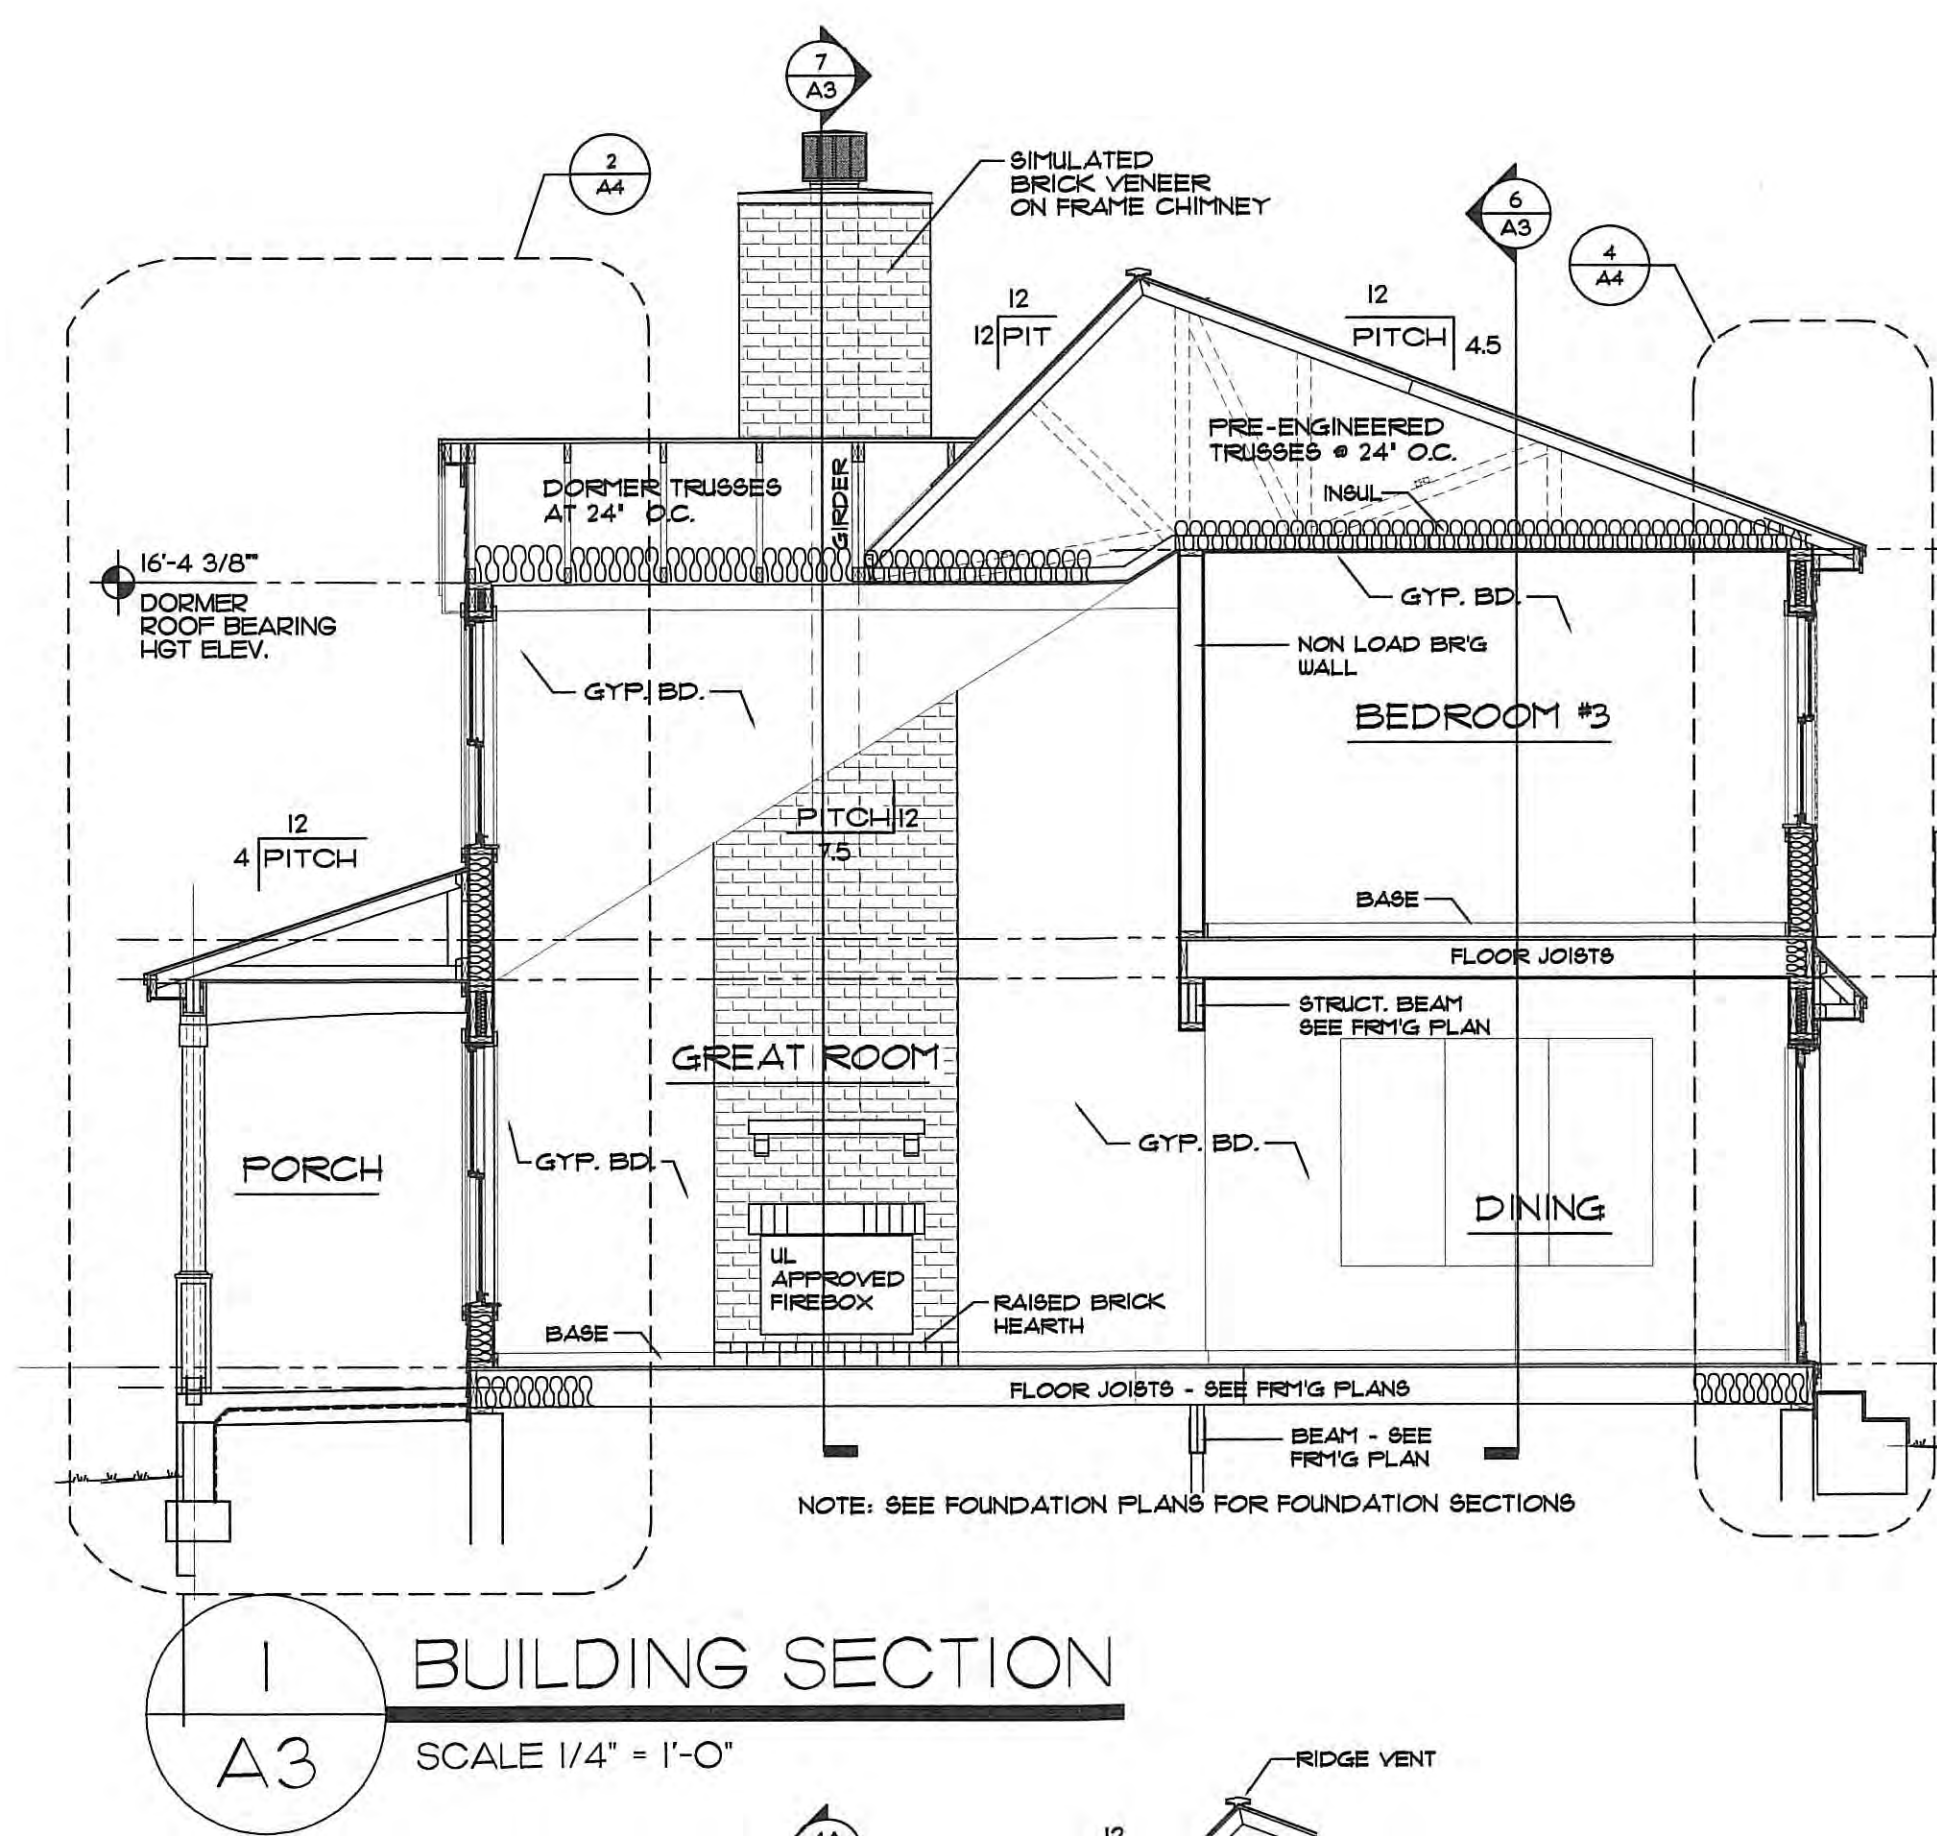 7
A3
2
A4
SIMULATED
BRICK VENEER
ON FRAME CHIMNEY
6
A3
4
A4
12
12 PIT
12
PITCH 4.5
PRE-ENGINEERED
TRUSSES @ 24" O.C.
INSUL
DORMER TRUSSES
AT 24" O.C.
GIRDER
16'-4 3/8""
DORMER
ROOF BEARING
HGT ELEV.
GYP. BD.
NON LOAD BR'G
WALL
GYP. BD.
BEDROOM #3
12
4 PITCH
PITCH 12
7.5
BASE
FLOOR JOISTS
STRUCT. BEAM
SEE FRM'G PLAN
GREAT ROOM
PORCH
GYP. BD.
GYP. BD.
DINING
UL
APPROVED
FIREBOX
RAISED BRICK
HEARTH
BASE
FLOOR JOISTS - SEE FRM'G PLANS
BEAM - SEE
FRM'G PLAN
NOTE: SEE FOUNDATION PLANS FOR FOUNDATION SECTIONS
1
A3
BUILDING SECTION
SCALE 1/4" = 1'-0"
RIDGE VENT
12